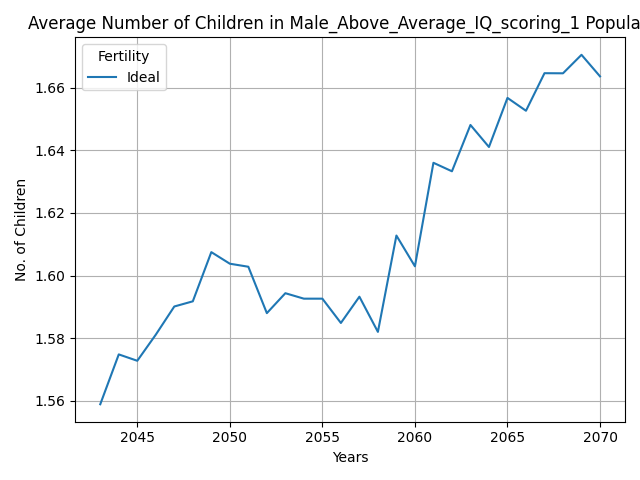 Average Number of Children in Male_Above_Average_IQ_scoring_1 Popula
Fertility
Ideal
No. of Children
1.66
1.64
1.62
1.60
1.58
1.56
2045 2050 2055 2060 2065 2070
Years